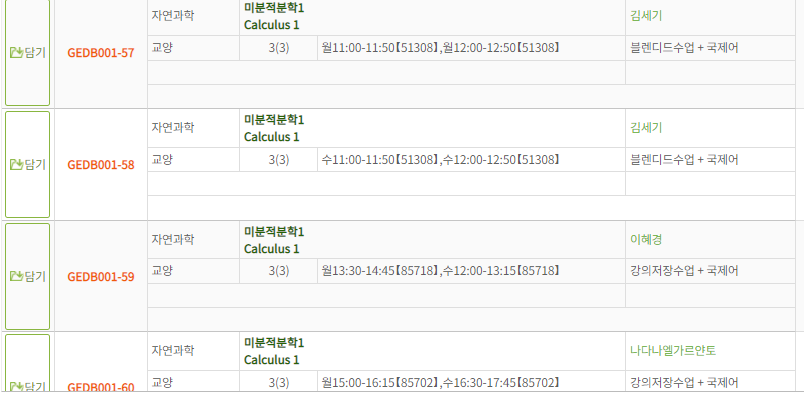 자연과학 미분적분학1 김세기
Calculus 1
담기 GEDB001-57 교양 3(3) 월11:00-11:50【51308】,월12:00-12:50【51308】 블렌디드수업 + 국제어
자연과학 미분적분학1 김세기
Calculus 1
담기 GEDB001-58 교양 3(3) 수11:00-11:50【51308】,수12:00-12:50【51308】 블렌디드수업 + 국제어
자연과학 미분적분학1 이혜경
Calculus 1
담기 GEDB001-59 교양 3(3) 월13:30-14:45【85718】,수12:00-13:15【85718】 강의저장수업 + 국제어
자연과학 미분적분학1 나다나엘가르얀토
Calculus 1
담기 GEDB001-60 교양 3(3) 월15:00-16:15【85702】,수16:30-17:45【85702】 강의저장수업 + 국제어